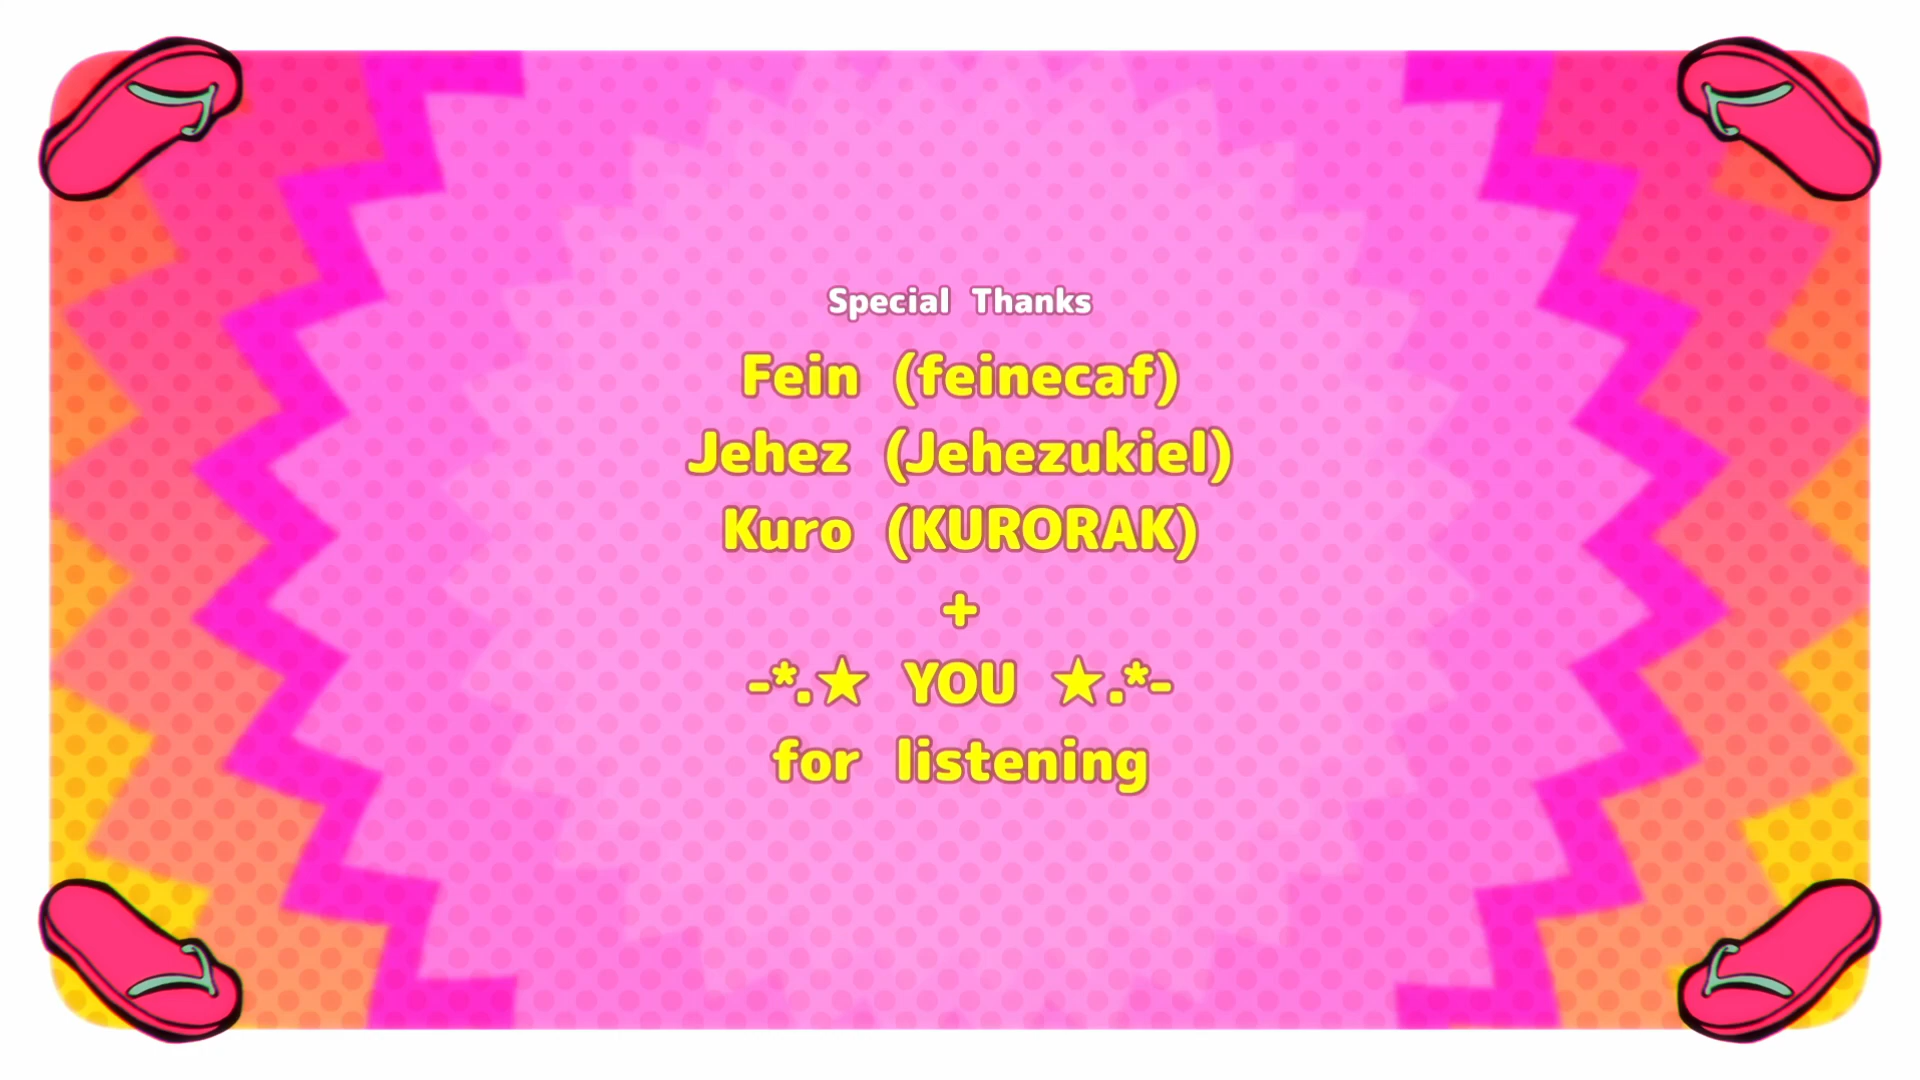 Special Thanks
Fein (feinecaf)
Jehez (Jehezukiel)
Kuro (KURORAK)
+
-*.★ YOU ★.*-
for listening